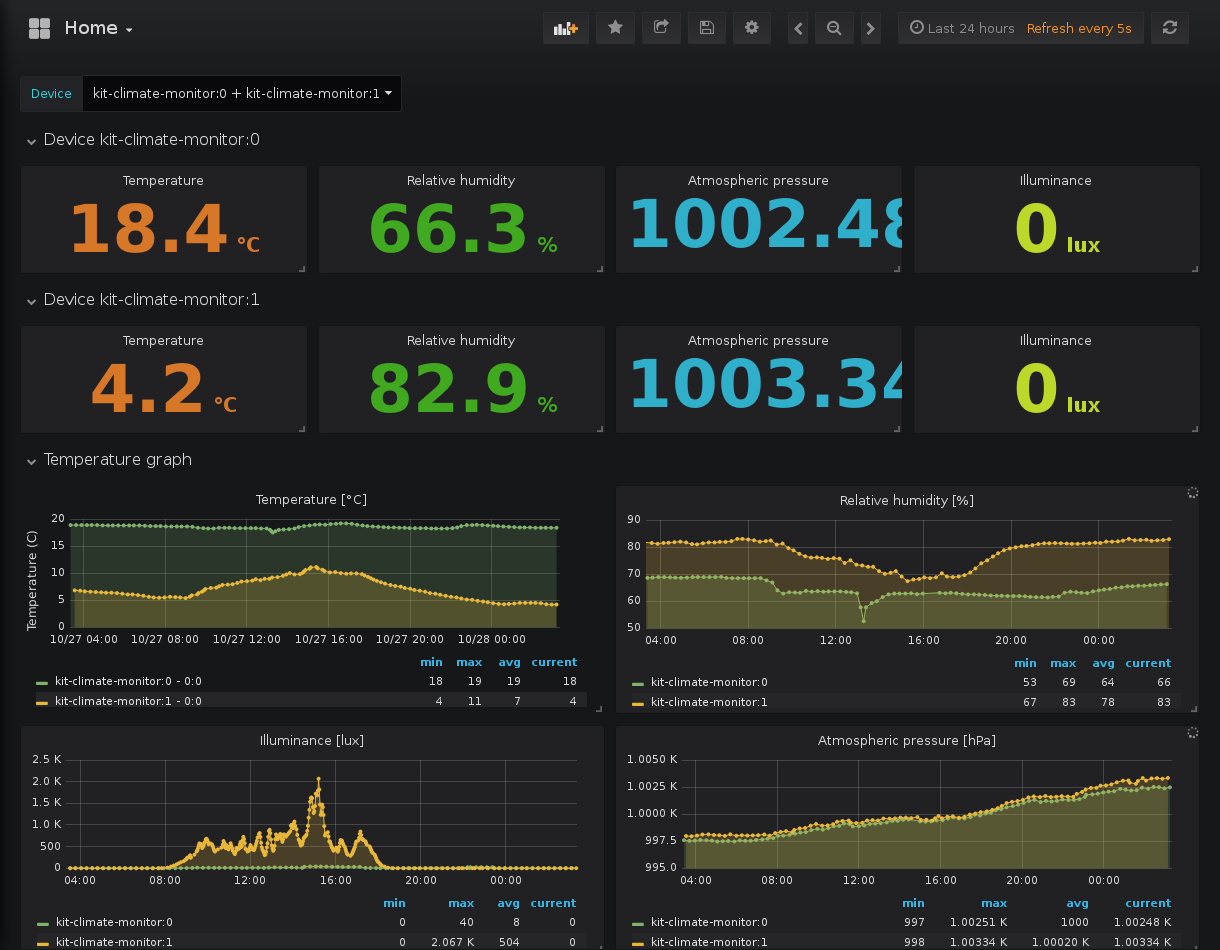 Home
Last 24 hours Refresh every 5s
Device kit-climate-monitor:0 + kit-climate-monitor:1
Device kit-climate-monitor:0
Temperature Relative humidity Atmospheric pressure Illuminance
18.4 °C 66.3 % 1002.48 0 lux
Device kit-climate-monitor:1
Temperature Relative humidity Atmospheric pressure Illuminance
4.2 °C 82.9 % 1003.34 0 lux
Temperature graph
Temperature [°C]
Temperature (C)
20
15
10
5
0
10/27 04:00 10/27 08:00 10/27 12:00 10/27 16:00 10/27 20:00 10/28 00:00
min max avg current
kit-climate-monitor:0 - 0:0 18 19 19 18
kit-climate-monitor:1 - 0:0 4 11 7 4
Relative humidity [%]
90
80
70
60
50
04:00 08:00 12:00 16:00 20:00 00:00
min max avg current
kit-climate-monitor:0 53 69 64 66
kit-climate-monitor:1 67 83 78 83
Illuminance [lux]
2.5 K
2.0 K
1.5 K
1.0 K
500
0
04:00 08:00 12:00 16:00 20:00 00:00
min max avg current
kit-climate-monitor:0 0 40 8 0
kit-climate-monitor:1 0 2.067 K 504 0
Atmospheric pressure [hPa]
1.0050 K
1.0025 K
1.0000 K
997.5
995.0
04:00 08:00 12:00 16:00 20:00 00:00
min max avg current
kit-climate-monitor:0 997 1.00251 K 1000 1.00248 K
kit-climate-monitor:1 998 1.00334 K 1.00020 K 1.00334 K